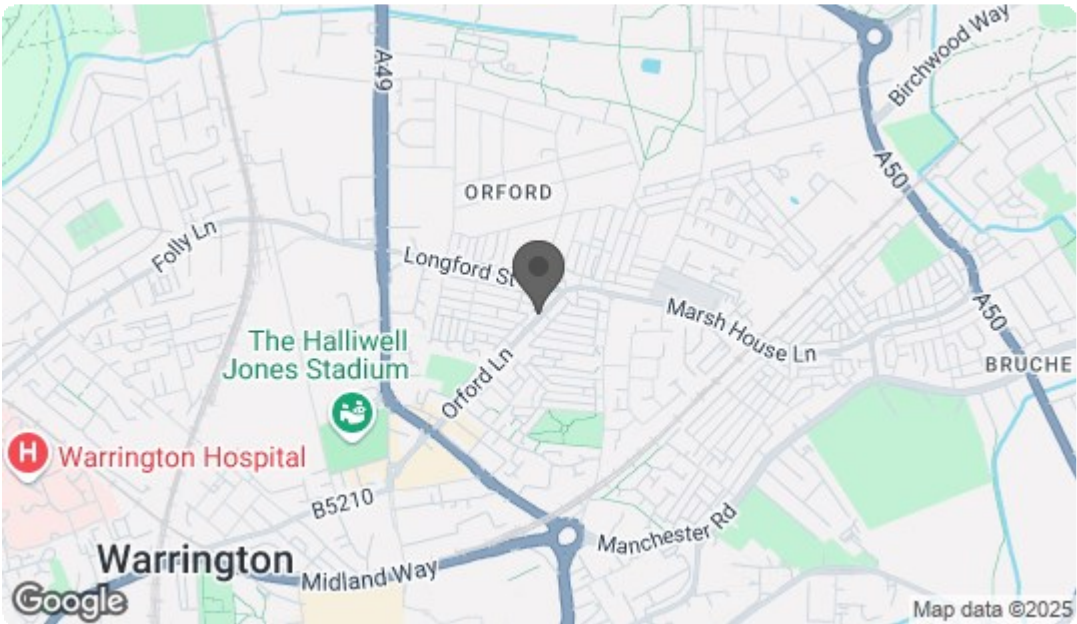 A49
Birchwood Way
A50
ORFORD
Folly Ln
Longford St
Marsh House Ln
A50
The Halliwell
Jones Stadium
BRUCHE
Orford Ln
H
Warrington Hospital
B5210
Manchester Rd
Warrington
Midland Way
Google
Map data ©2025